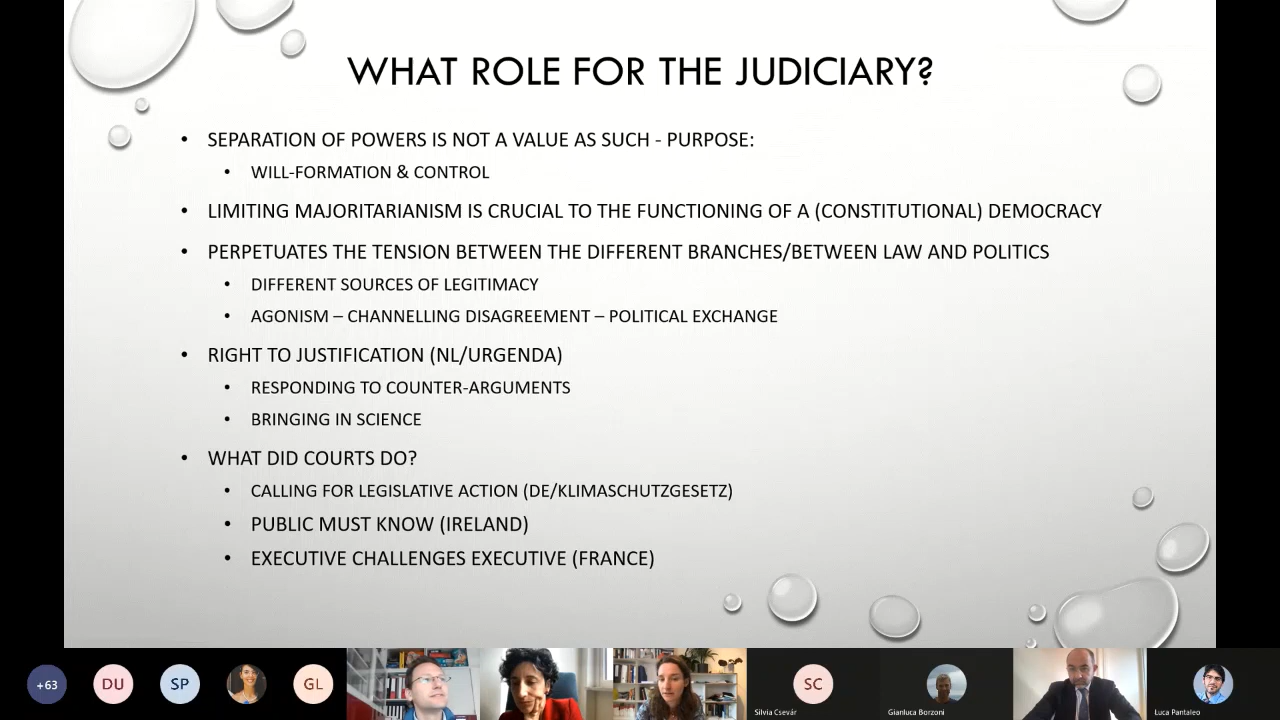 WHAT ROLE FOR THE JUDICIARY?
• SEPARATION OF POWERS IS NOT A VALUE AS SUCH - PURPOSE:
• WILL-FORMATION & CONTROL
• LIMITING MAJORITARIANISM IS CRUCIAL TO THE FUNCTIONING OF A (CONSTITUTIONAL) DEMOCRACY
• PERPETUATES THE TENSION BETWEEN THE DIFFERENT BRANCHES/BETWEEN LAW AND POLITICS
• DIFFERENT SOURCES OF LEGITIMACY
• AGONISM – CHANNELLING DISAGREEMENT – POLITICAL EXCHANGE
• RIGHT TO JUSTIFICATION (NL/URGENDA)
• RESPONDING TO COUNTER-ARGUMENTS
• BRINGING IN SCIENCE
• WHAT DID COURTS DO?
• CALLING FOR LEGISLATIVE ACTION (DE/KLIMASCHUTZGESETZ)
• PUBLIC MUST KNOW (IRELAND)
• EXECUTIVE CHALLENGES EXECUTIVE (FRANCE)
+63
DU
SP
GL
SC
Silvia Csevár
Gianluca Borzoni
Luca Pantaleo